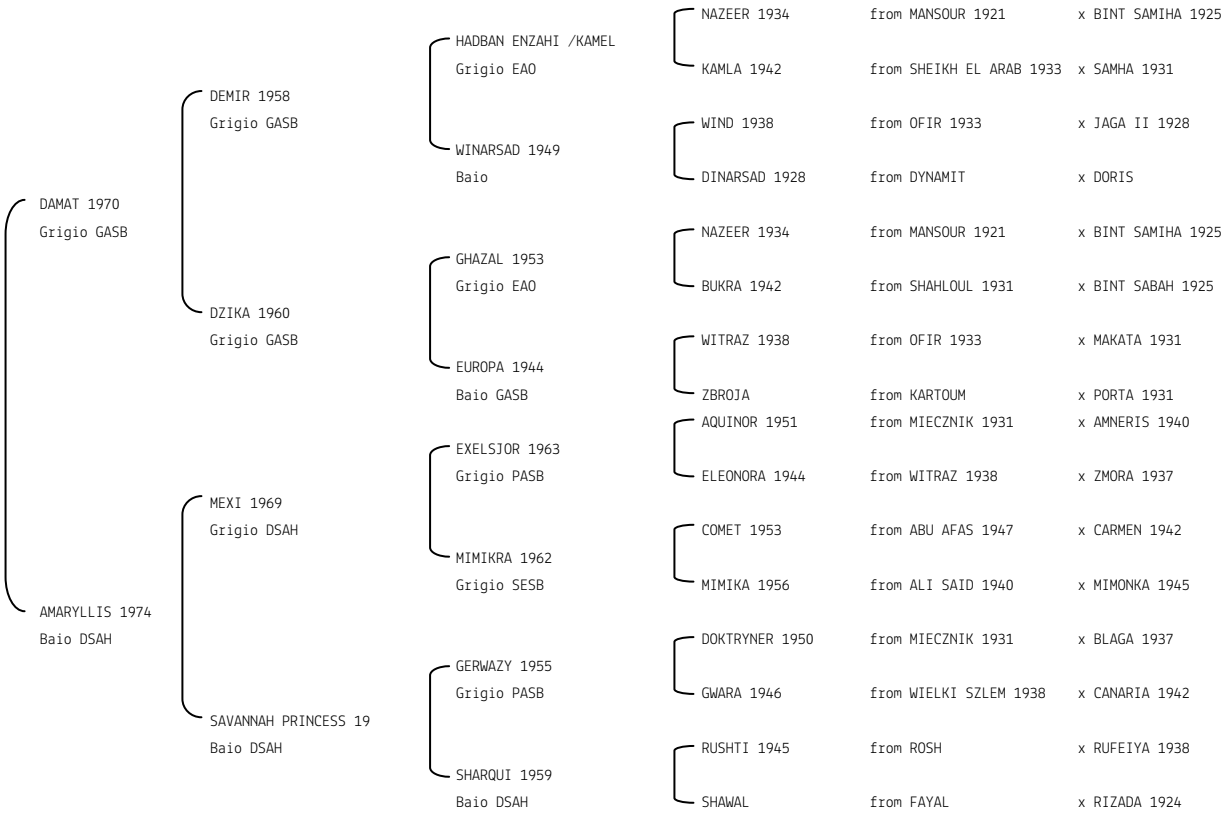 NAZEER 1934 from MANSOUR 1921 x BINT SAMIHA 1925
HADBAN ENZAHI /KAMEL
Grigio EAO KAMLA 1942 from SHEIKH EL ARAB 1933 x SAMHA 1931
DEMIR 1958
Grigio GASB WIND 1938 from OFIR 1933 x JAGA II 1928
WINARSAD 1949
Baio DINARSAD 1928 from DYNAMIT x DORIS
DAMAT 1970
Grigio GASB NAZEER 1934 from MANSOUR 1921 x BINT SAMIHA 1925
GHAZAL 1953
Grigio EAO BUKRA 1942 from SHAHLOUL 1931 x BINT SABAH 1925
DZIKA 1960
Grigio GASB WITRAZ 1938 from OFIR 1933 x MAKATA 1931
EUROPA 1944
Baio GASB ZBROJA from KARTOUM x PORTA 1931
AQUINOR 1951 from MIECZNIK 1931 x AMNERIS 1940
EXELSJOR 1963
Grigio PASB ELEONORA 1944 from WITRAZ 1938 x ZMORA 1937
MEXI 1969
Grigio DSAH COMET 1953 from ABU AFAS 1947 x CARMEN 1942
MIMIKRA 1962
Grigio SESB MIMIKA 1956 from ALI SAID 1940 x MIMONKA 1945
AMARYLLIS 1974
Baio DSAH DOKTRYNER 1950 from MIECZNIK 1931 x BLAGA 1937
GERWAZY 1955
Grigio PASB GWARA 1946 from WIELKI SZLEM 1938 x CANARIA 1942
SAVANNAH PRINCESS 19
Baio DSAH RUSHTI 1945 from ROSH x RUFEIYA 1938
SHARQUI 1959
Baio DSAH SHAWAL from FAYAL x RIZADA 1924